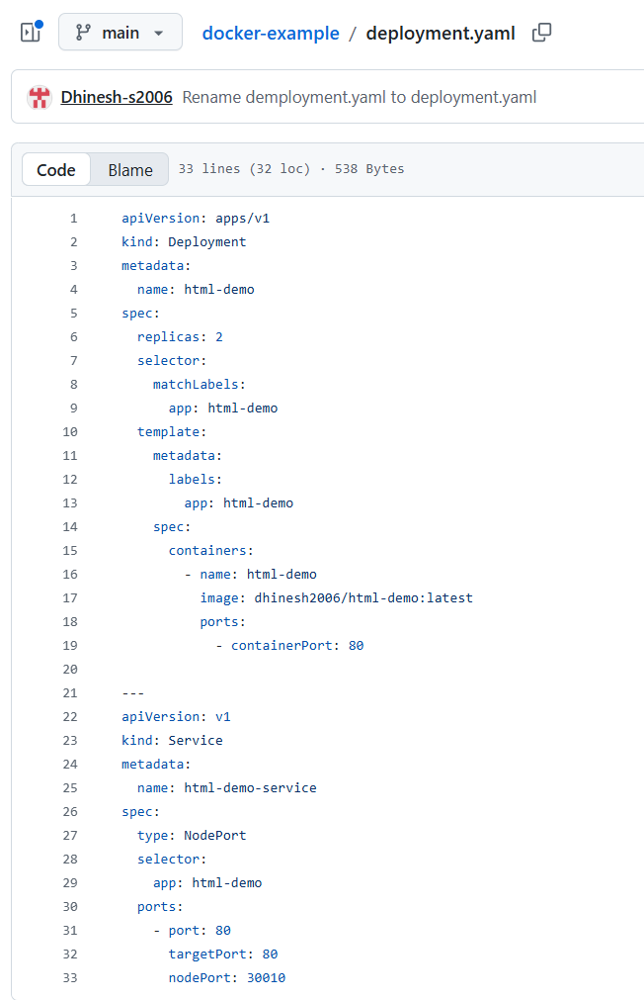 main
docker-example / deployment.yaml
Dhinesh-s2006 Rename demployment.yaml to deployment.yaml
Code Blame 33 lines (32 loc) · 538 Bytes
1 apiVersion: apps/v1
2 kind: Deployment
3 metadata:
4   name: html-demo
5 spec:
6   replicas: 2
7   selector:
8     matchLabels:
9       app: html-demo
10   template:
11     metadata:
12       labels:
13         app: html-demo
14     spec:
15       containers:
16         - name: html-demo
17           image: dhinesh2006/html-demo:latest
18           ports:
19             - containerPort: 80
20
21 ---
22 apiVersion: v1
23 kind: Service
24 metadata:
25   name: html-demo-service
26 spec:
27   type: NodePort
28   selector:
29     app: html-demo
30   ports:
31     - port: 80
32       targetPort: 80
33       nodePort: 30010